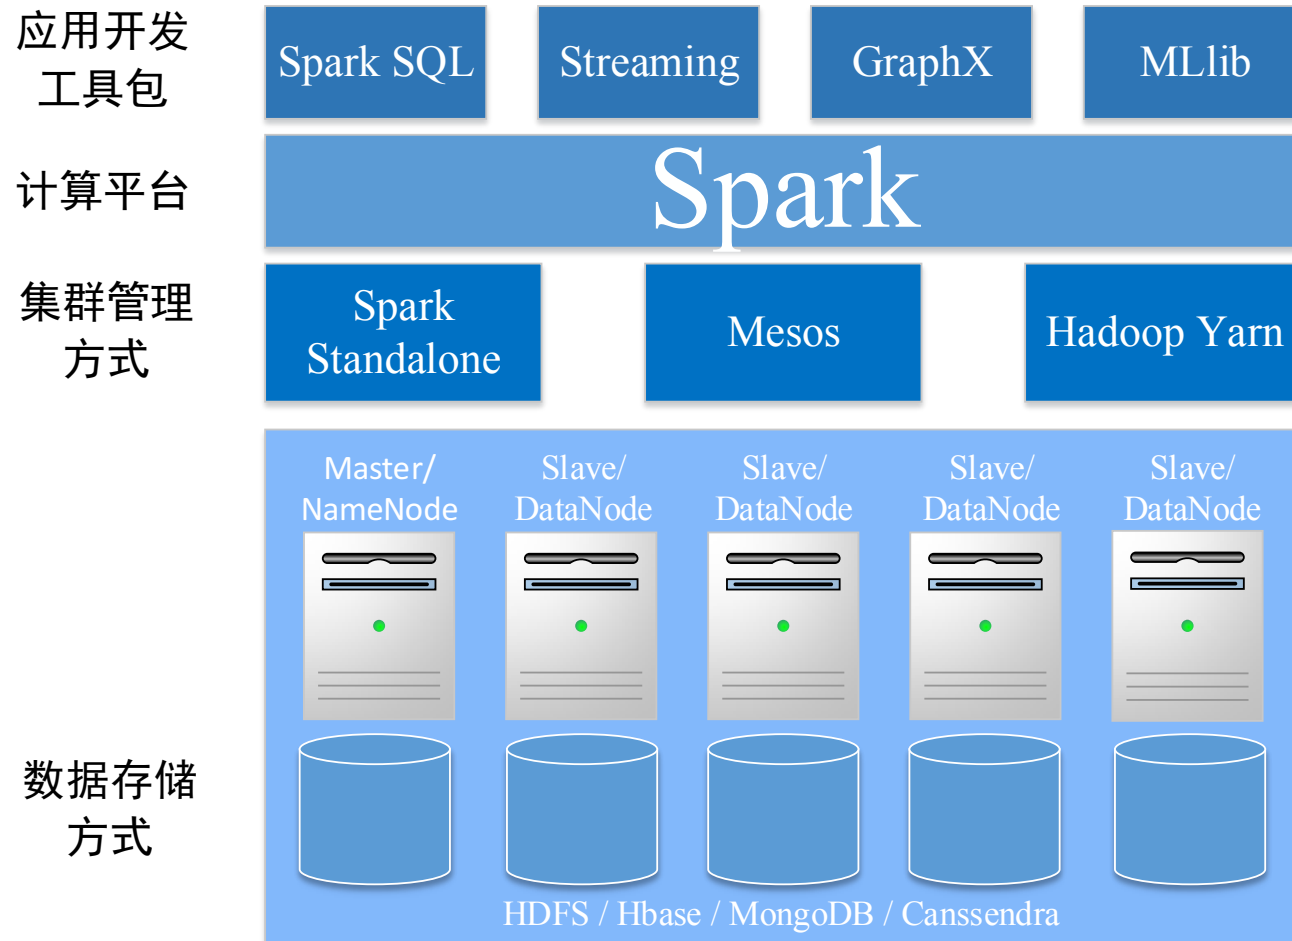 应用开发
工具包
Spark SQL
Streaming
GraphX
MLlib
计算平台
Spark
集群管理
方式
Spark
Standalone
Mesos
Hadoop Yarn
Master/
NameNode
Slave/
DataNode
Slave/
DataNode
Slave/
DataNode
Slave/
DataNode
数据存储
方式
HDFS / Hbase / MongoDB / Canssendra